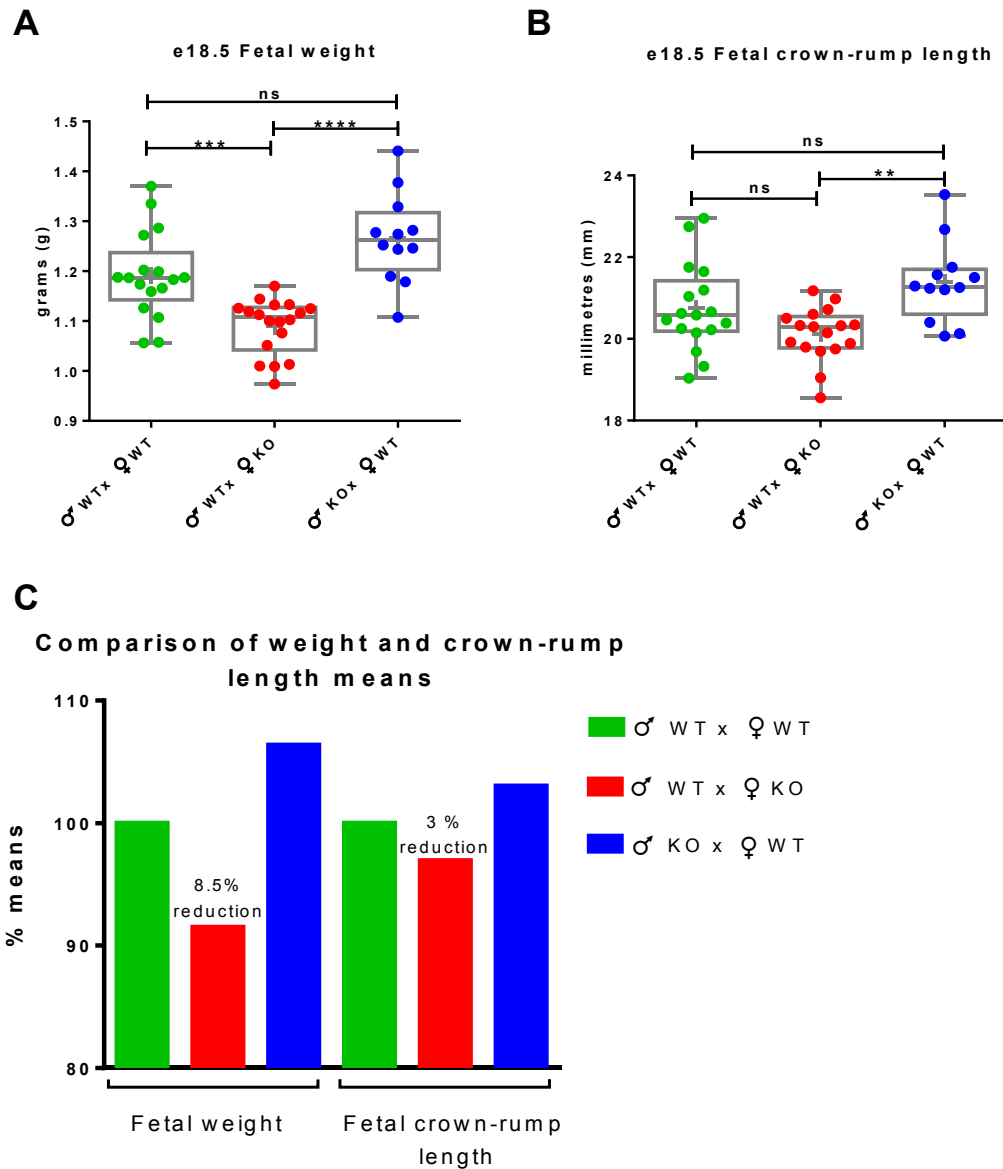 A
e18.5 Fetal weight
ns
*** ****
grams (g)
1.5
1.4
1.3
1.2
1.1
1.0
0.9
♂ WTx ♀ WT
♂ WTx ♀ KO
♂ KOx ♀ WT
B
e18.5 Fetal crown-rump length
ns
ns **
millimetres (mm)
24
22
20
18
♂ WTx ♀ WT
♂ WTx ♀ KO
♂ KOx ♀ WT
C
Comparison of weight and crown-rump
length means
% means
110
100
90
80
8.5%
reduction
3 %
reduction
Fetal weight
Fetal crown-rump
length
♂ WT x ♀ WT
♂ WT x ♀ KO
♂ KO x ♀ WT